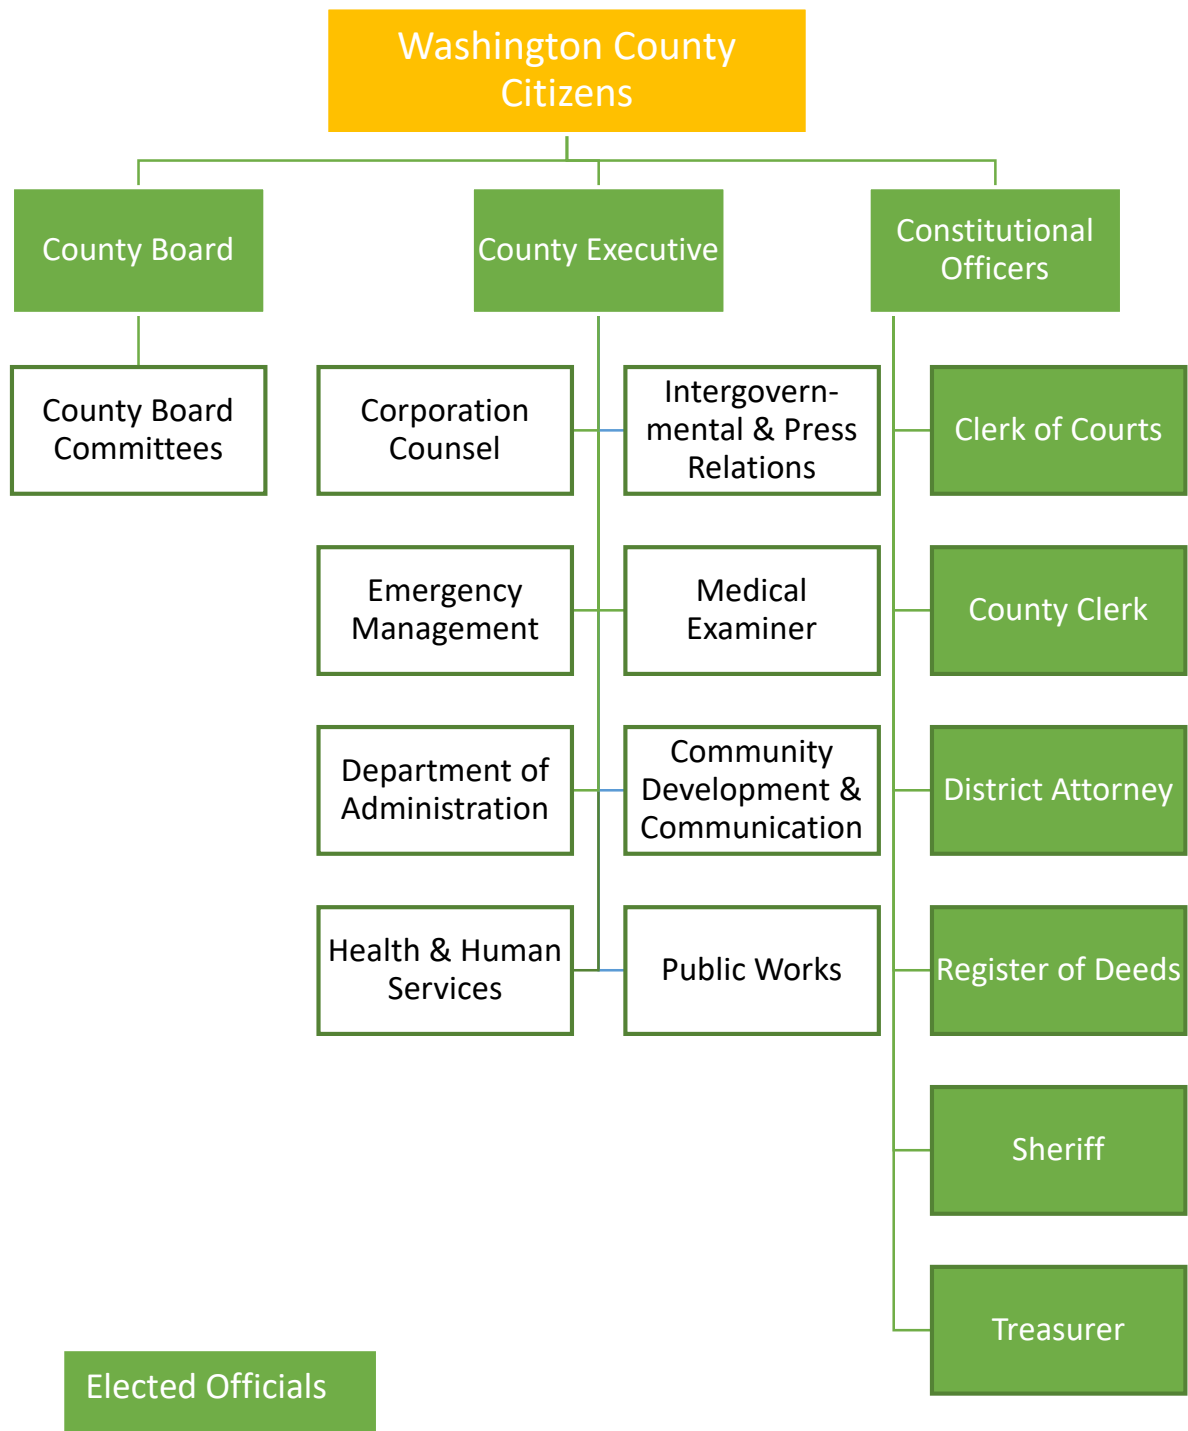 Washington County
Citizens
County Board
County Executive
Constitutional
Officers
County Board
Committees
Corporation
Counsel
Intergovern-
mental & Press
Relations
Clerk of Courts
Emergency
Management
Medical
Examiner
County Clerk
Department of
Administration
Community
Development &
Communication
District Attorney
Health & Human
Services
Public Works
Register of Deeds
Sheriff
Treasurer
Elected Officials